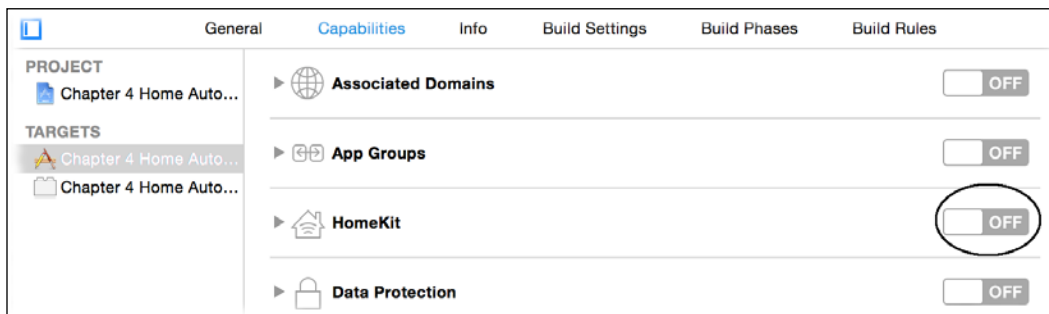 General Capabilities Info Build Settings Build Phases Build Rules
PROJECT
Chapter 4 Home Auto...
TARGETS
Chapter 4 Home Auto...
Chapter 4 Home Auto...
Associated Domains OFF
App Groups OFF
HomeKit OFF
Data Protection OFF